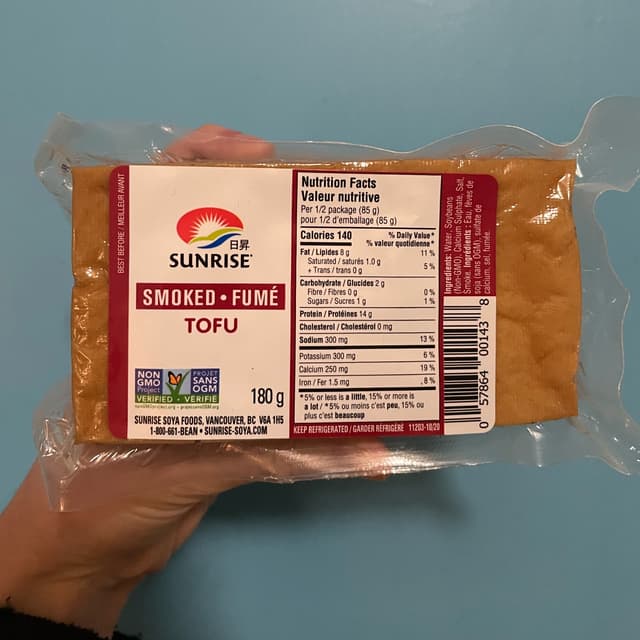 BEST BEFORE / MEILLEUR AVANT
日昇
SUNRISE
SMOKED • FUMÉ
TOFU
NON
GMO
Project
VERIFIED
PROJET
SANS
OGM
VERIFIÉ
nongmoproject.org • projetsansogm.org
180 g
SUNRISE SOYA FOODS, VANCOUVER, BC V6A 1H5
1-800-661-BEAN • SUNRISE-SOYA.COM
Nutrition Facts
Valeur nutritive
Per 1/2 package (85 g)
pour 1/2 d'emballage (85 g)
Calories 140
% Daily Value*
% valeur quotidienne*
Fat / Lipides 8 g 11 %
Saturated / saturés 1.0 g
+ Trans / trans 0 g 5 %
Carbohydrate / Glucides 2 g
Fibre / Fibres 0 g 0 %
Sugars / Sucres 1 g 1 %
Protein / Protéines 14 g
Cholesterol / Cholestérol 0 mg
Sodium 300 mg 13 %
Potassium 300 mg 6 %
Calcium 250 mg 19 %
Iron / Fer 1.5 mg 8 %
*5% or less is a little, 15% or more is
a lot / *5% ou moins c'est peu, 15% ou
plus c'est beaucoup
KEEP REFRIGERATED / GARDER RÉFRIGÉRÉ 11203-10/20
Ingredients: Water, Soybeans
(Non-GMO), Calcium Sulphate, Salt,
Smoke. Ingrédients : Eau, fèves de
soja (sans OGM), sulfate de
calcium, sel, fumée.
0 57864 00143 8